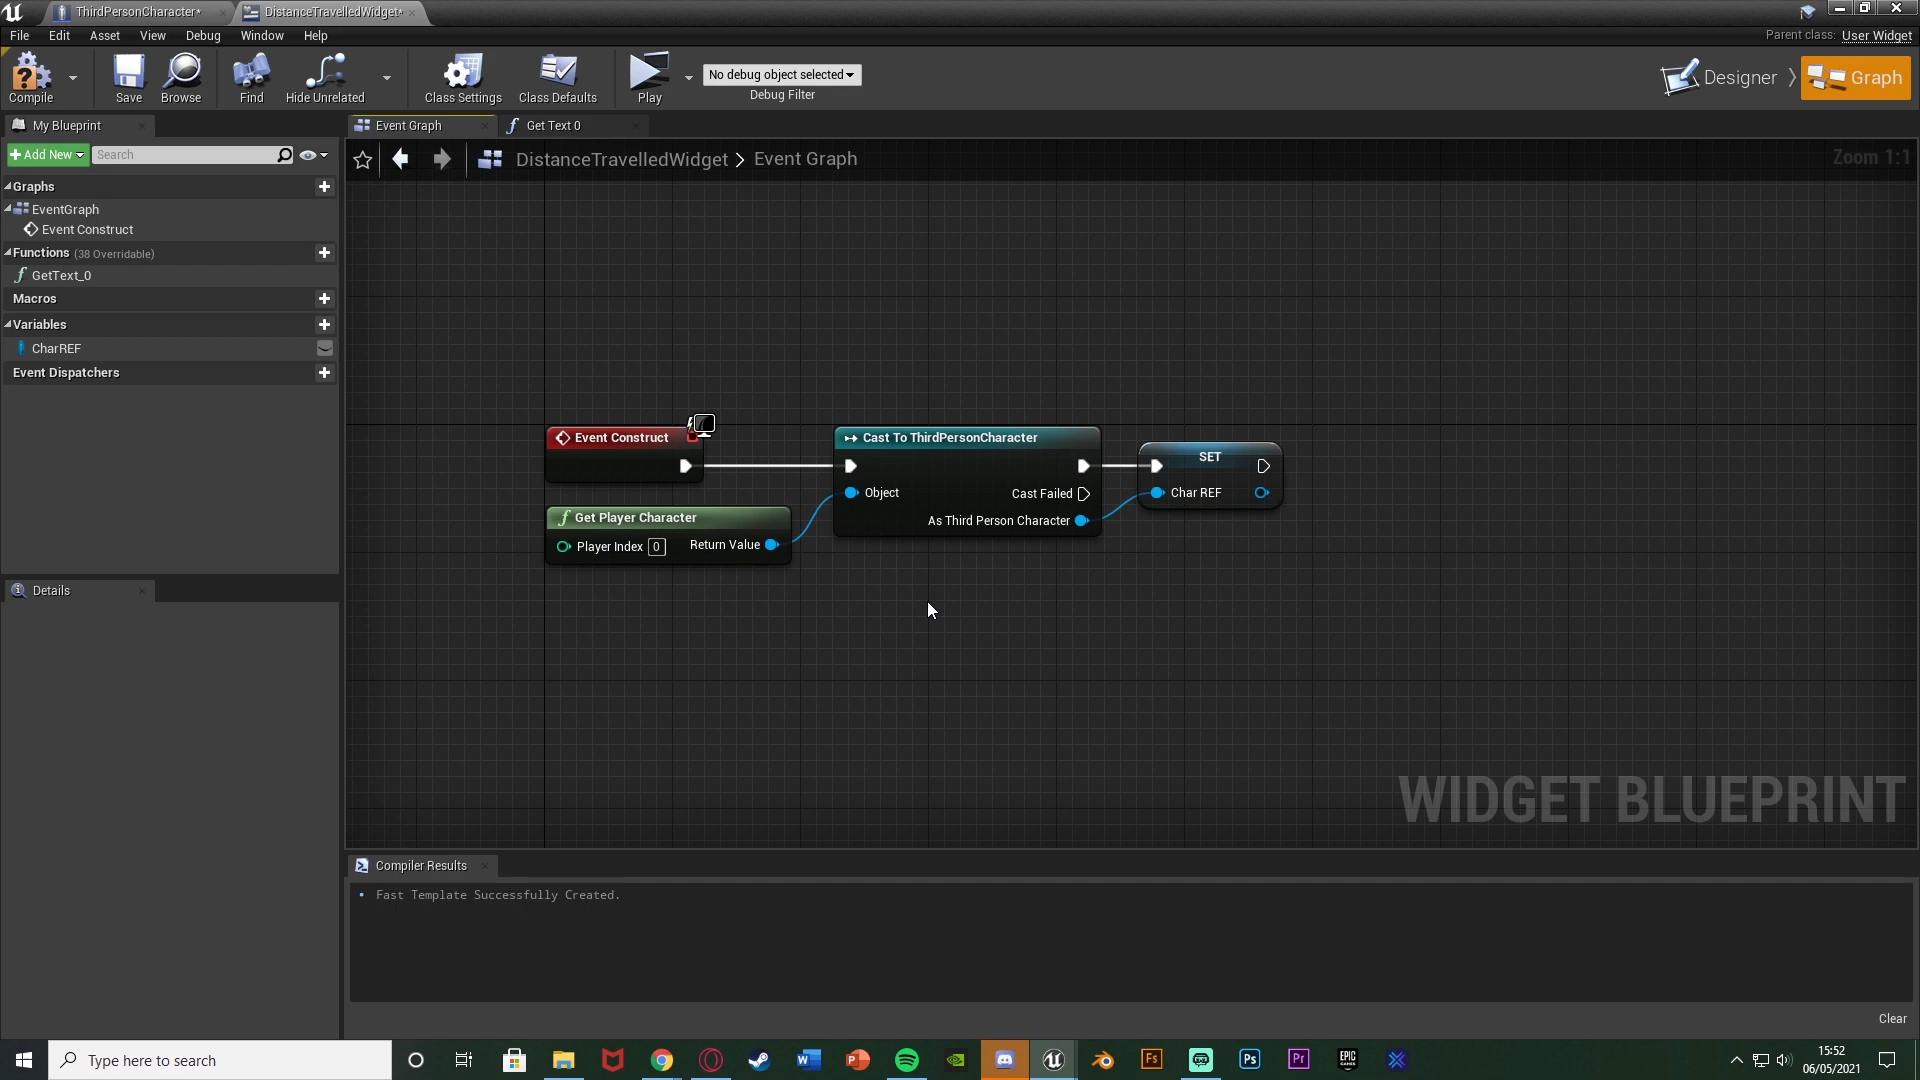 ThirdPersonCharacter*
DistanceTravelledWidget*
File Edit Asset View Debug Window Help
Parent class: User Widget
Compile
Save
Browse
Find
Hide Unrelated
Class Settings
Class Defaults
Play
No debug object selected
Debug Filter
Designer
Graph
My Blueprint
Event Graph
Get Text 0
Add New
Search
DistanceTravelledWidget > Event Graph
Zoom 1:1
Graphs
EventGraph
Event Construct
Functions (38 Overridable)
GetText_0
Macros
Variables
CharREF
Event Dispatchers
Details
Event Construct
Get Player Character
Player Index 0
Return Value
Cast To ThirdPersonCharacter
Object
Cast Failed
As Third Person Character
SET
Char REF
WIDGET BLUEPRINT
Compiler Results
• Fast Template Successfully Created.
Clear
Type here to search
15:52
06/05/2021